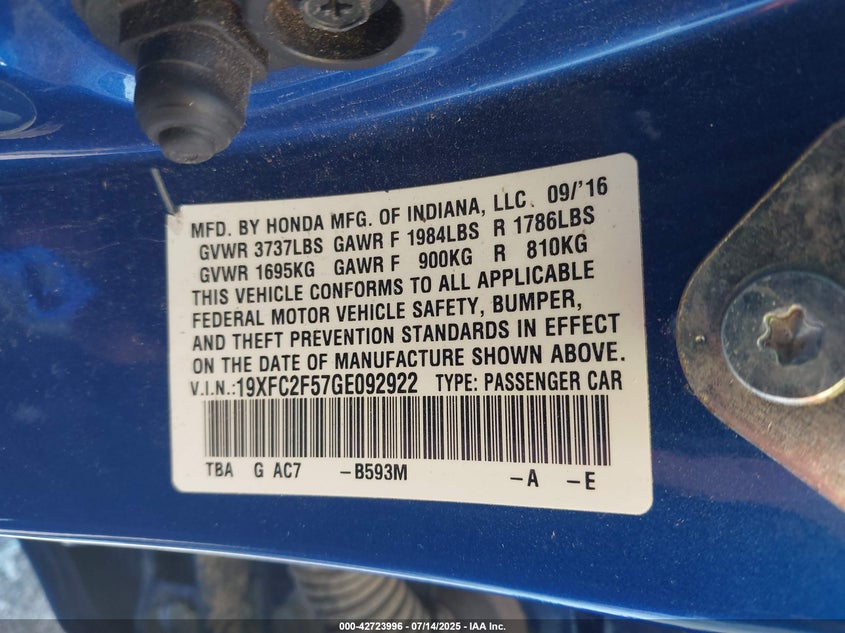 MFD. BY HONDA MFG. OF INDIANA, LLC. 09/'16
GVWR 3737LBS GAWR F 1984LBS R 1786LBS
GVWR 1695KG GAWR F 900KG R 810KG
THIS VEHICLE CONFORMS TO ALL APPLICABLE
FEDERAL MOTOR VEHICLE SAFETY, BUMPER,
AND THEFT PREVENTION STANDARDS IN EFFECT
ON THE DATE OF MANUFACTURE SHOWN ABOVE.
V.I.N.:19XFC2F57GE092922 TYPE: PASSENGER CAR
TBA G AC7 -B593M -A -E
000-42723996 - 07/14/2025 - IAA Inc.